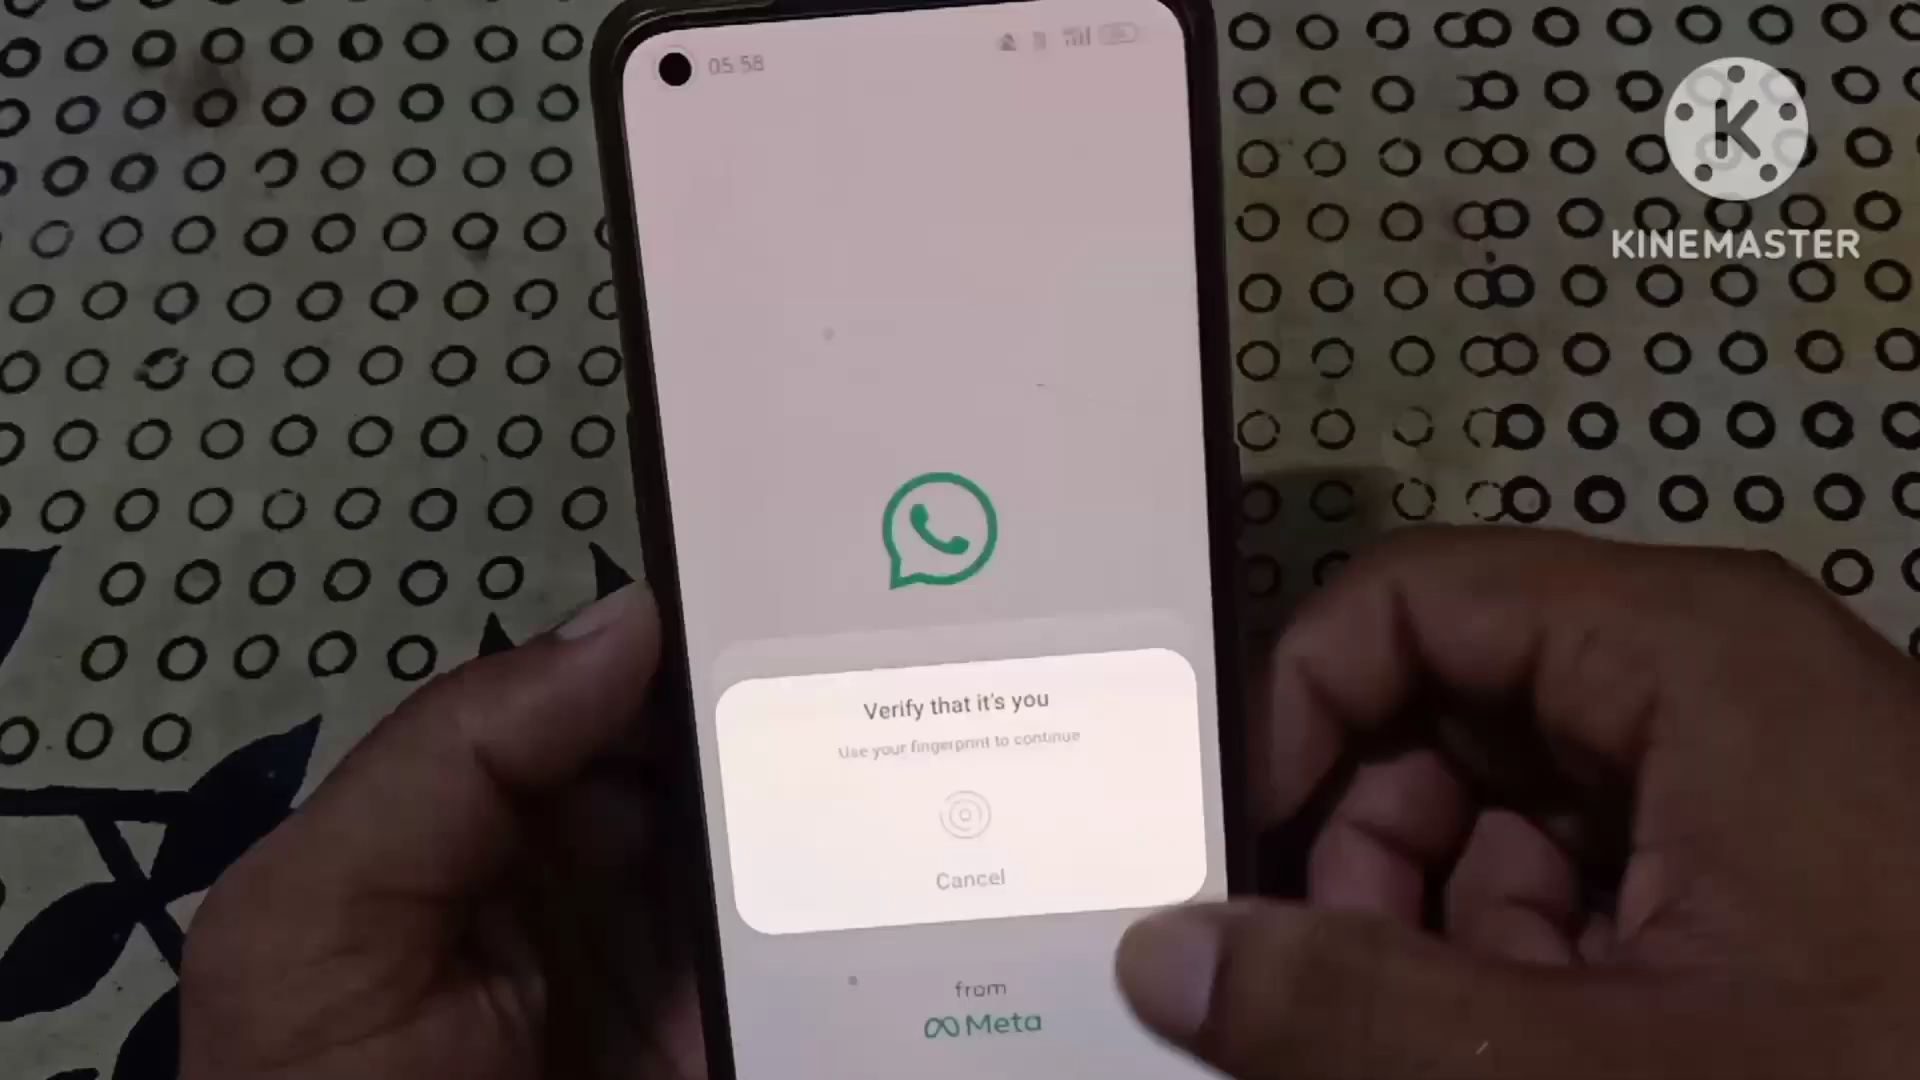 05:58
K
KINEMASTER
Verify that it's you
Use your fingerprint to continue
Cancel
from
Meta